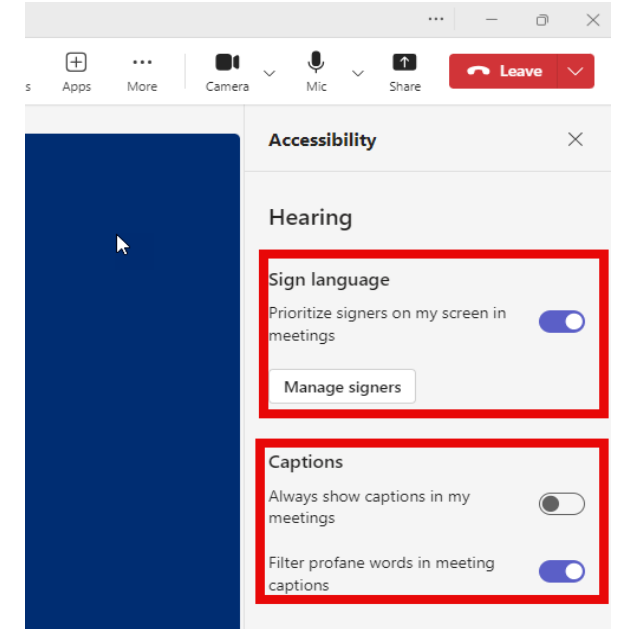 s Apps More Camera Mic Share Leave
Accessibility
Hearing
Sign language
Prioritize signers on my screen in
meetings
Manage signers
Captions
Always show captions in my
meetings
Filter profane words in meeting
captions